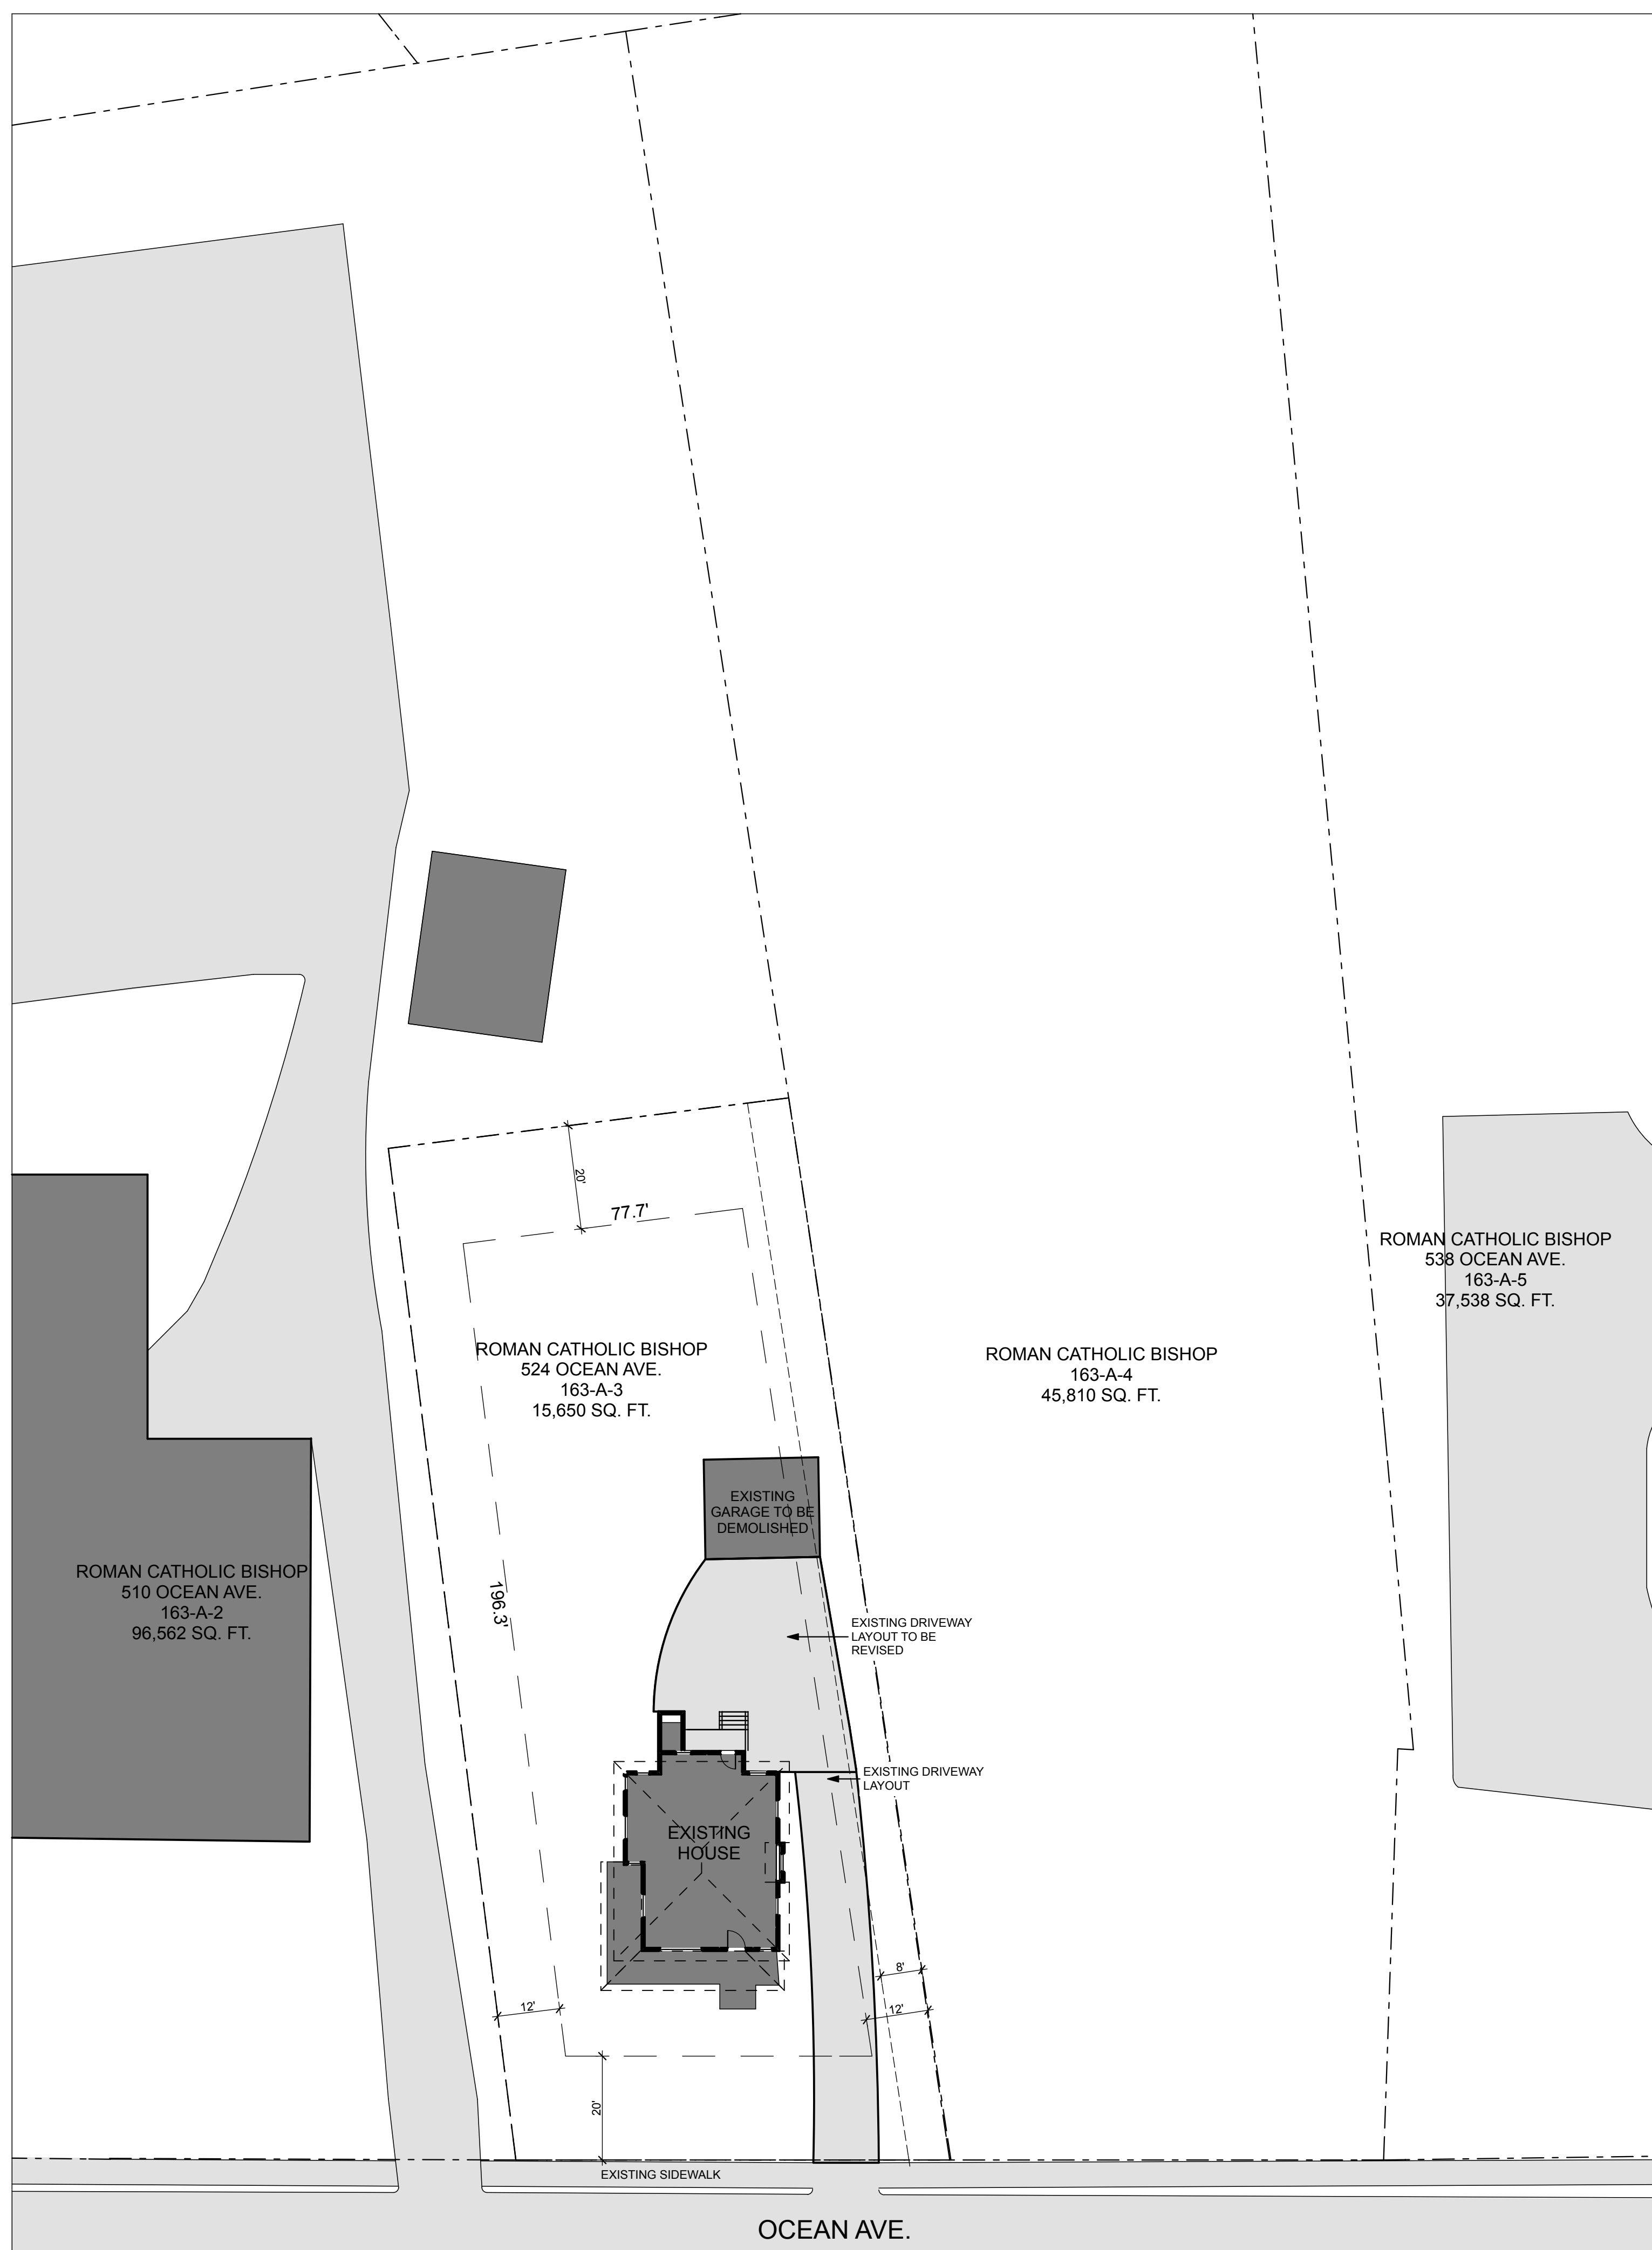 20'
77.7'
ROMAN CATHOLIC BISHOP
538 OCEAN AVE.
163-A-5
37,538 SQ. FT.
ROMAN CATHOLIC BISHOP
524 OCEAN AVE.
163-A-3
15,650 SQ. FT.
ROMAN CATHOLIC BISHOP
163-A-4
45,810 SQ. FT.
EXISTING
GARAGE TO BE
DEMOLISHED
ROMAN CATHOLIC BISHOP
510 OCEAN AVE.
163-A-2
96,562 SQ. FT.
196.3'
EXISTING DRIVEWAY
LAYOUT TO BE
REVISED
EXISTING DRIVEWAY
LAYOUT
EXISTING
HOUSE
8'
12'
12'
20'
EXISTING SIDEWALK
OCEAN AVE.